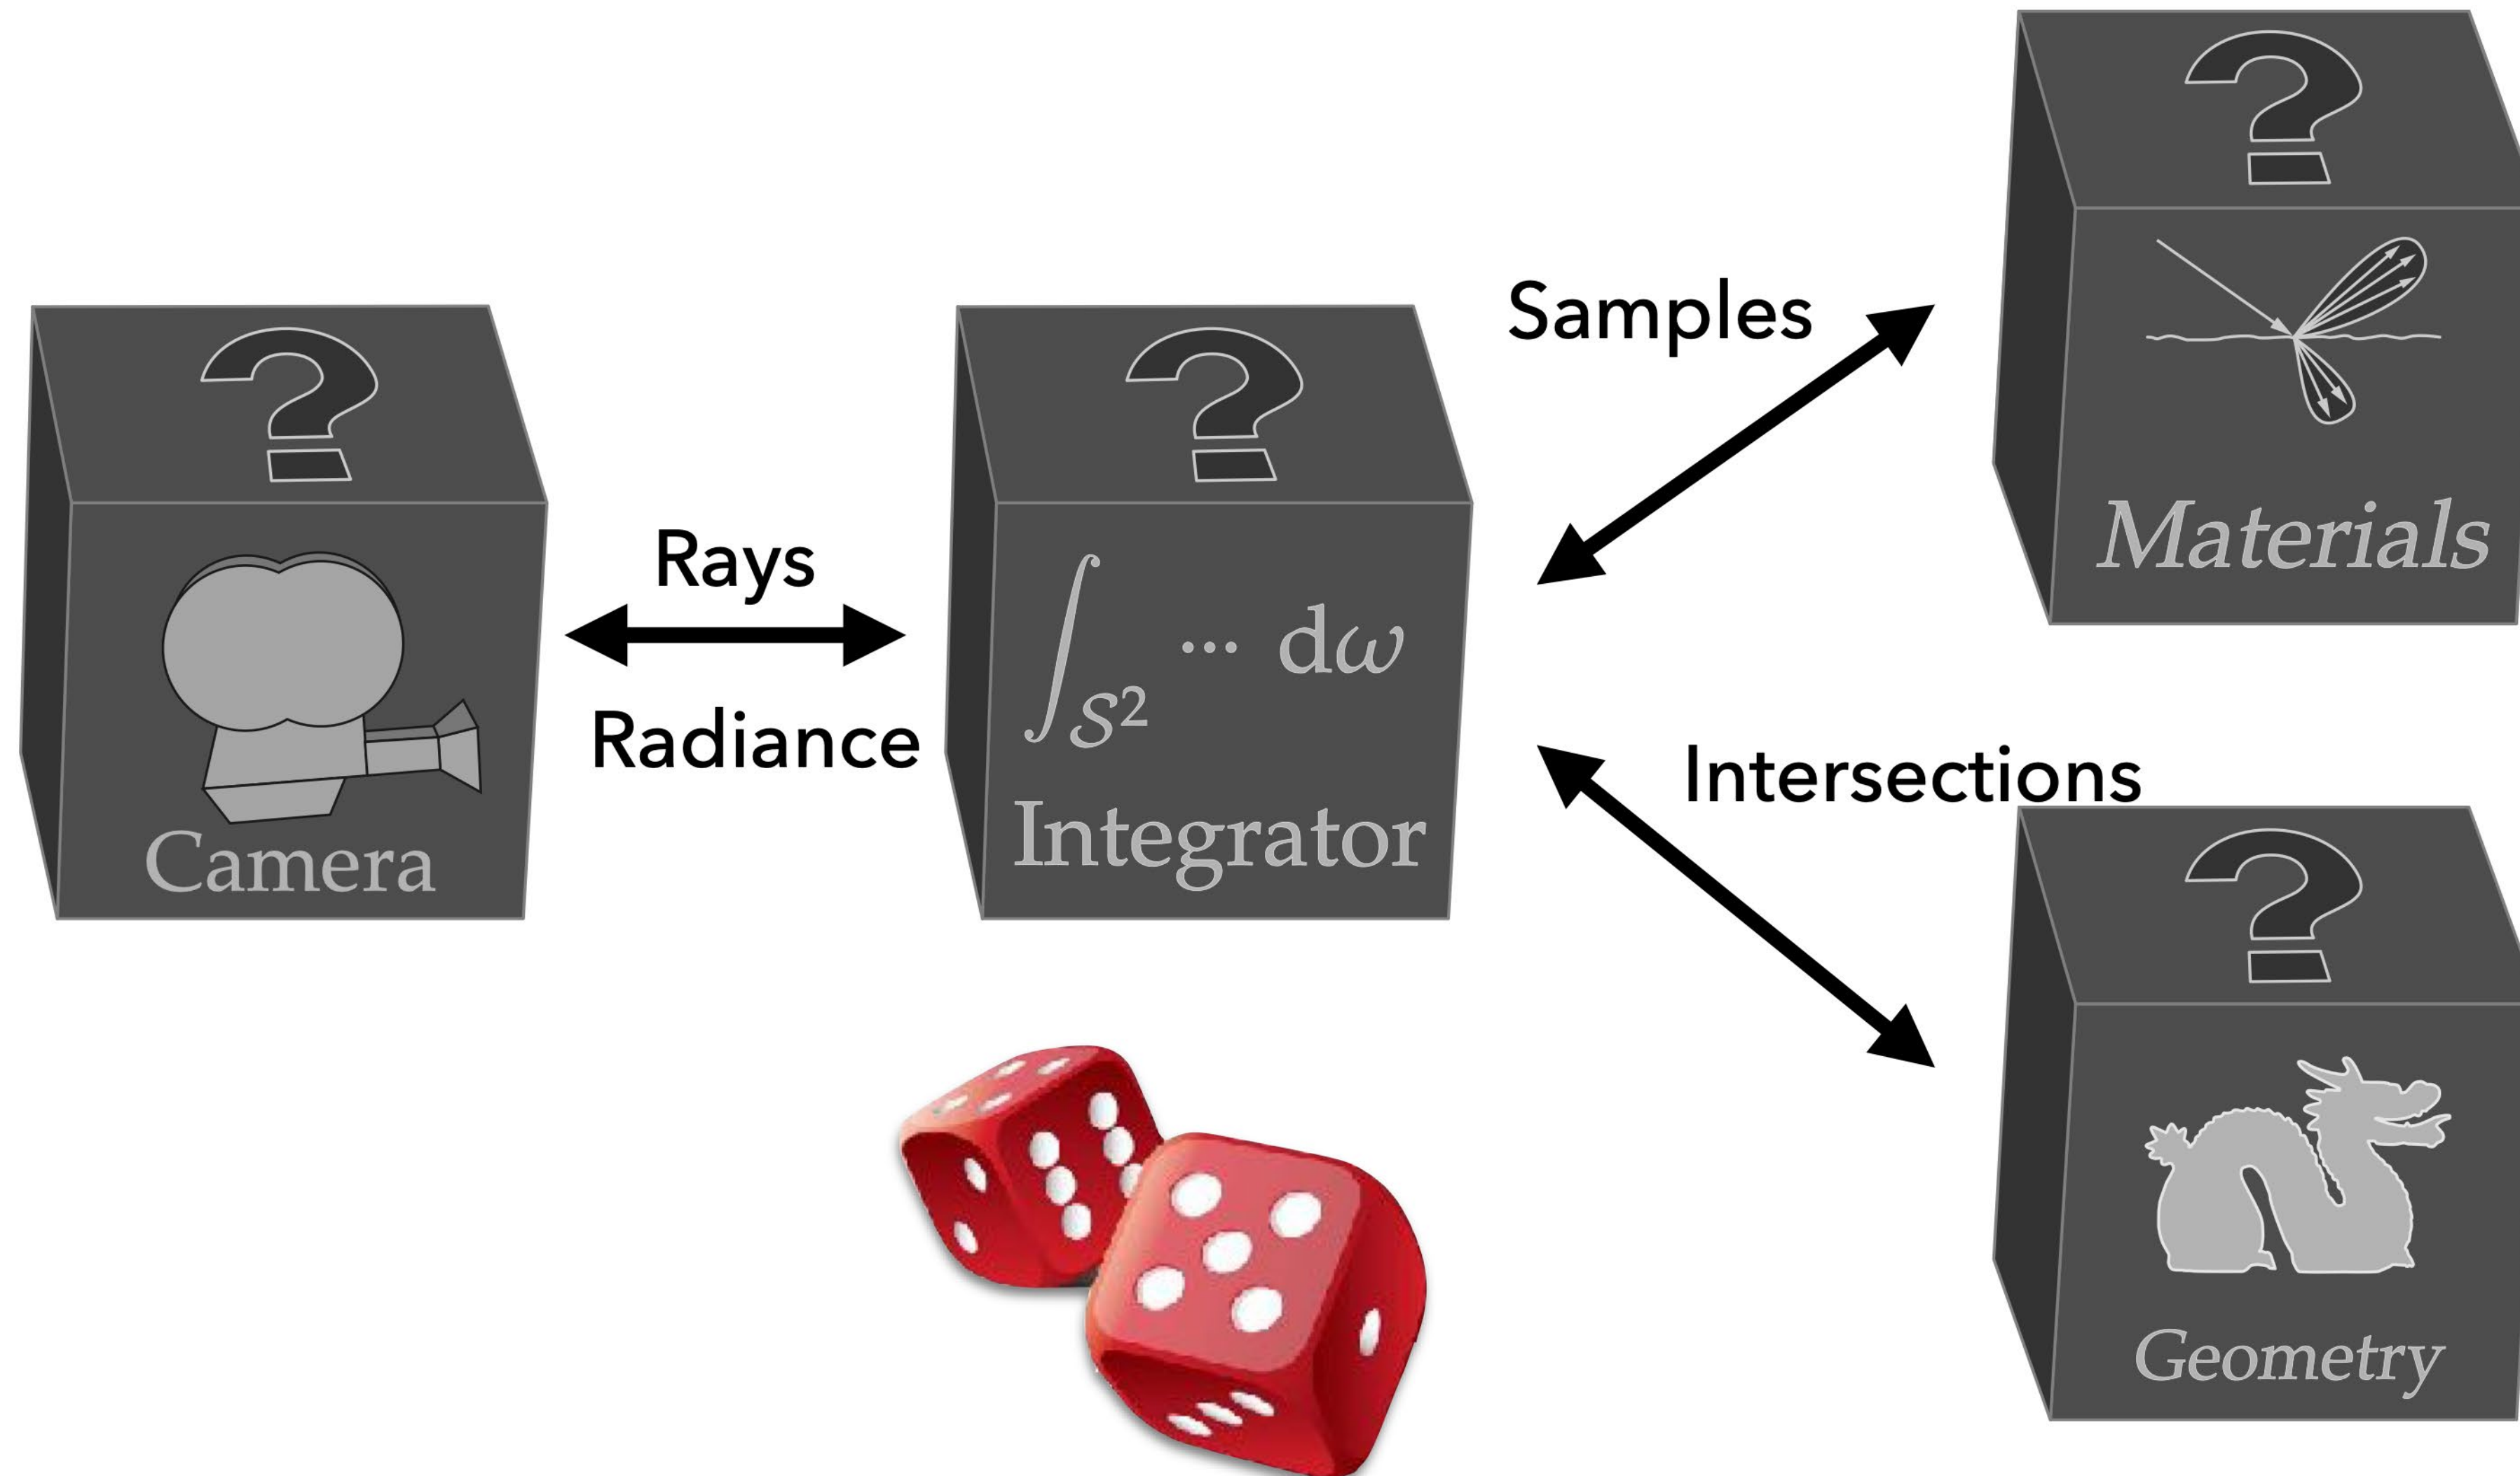 ?
Camera
Rays
Radiance
?
∫S² ··· dω
Integrator
Samples
?
Materials
Intersections
?
Geometry